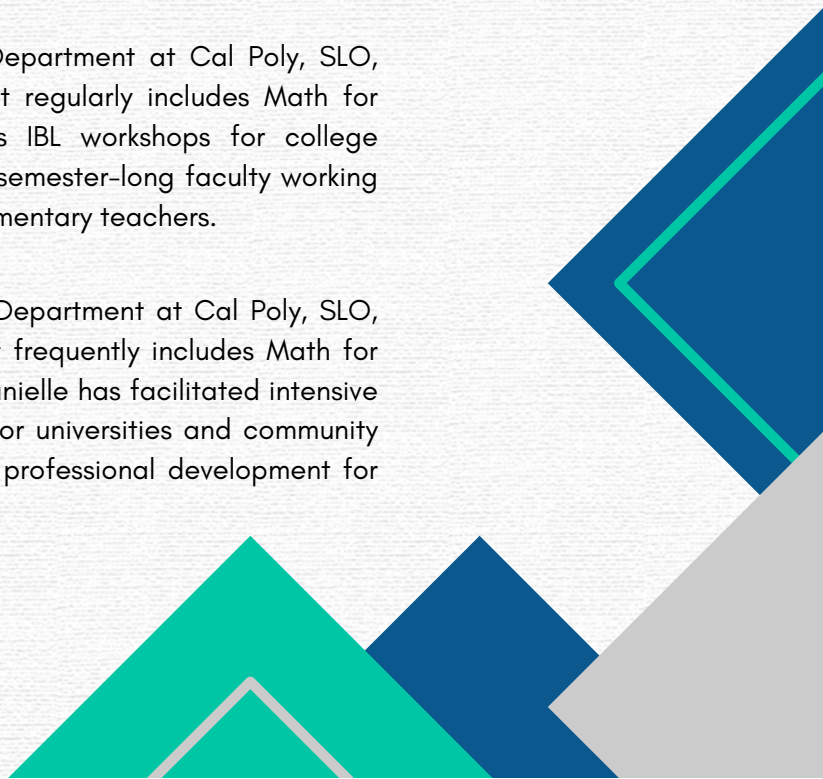 Department at Cal Poly, SLO,
t regularly includes Math for
s IBL workshops for college
semester-long faculty working
mentary teachers.
Department at Cal Poly, SLO,
frequently includes Math for
nielle has facilitated intensive
or universities and community
professional development for